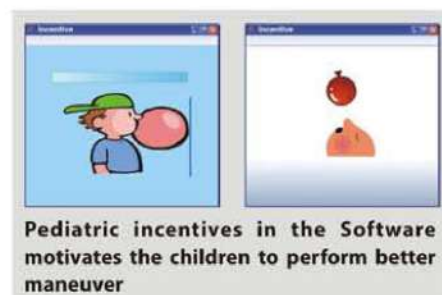 Incentive
Incentive
Pediatric incentives in the Software
motivates the children to perform better
maneuver